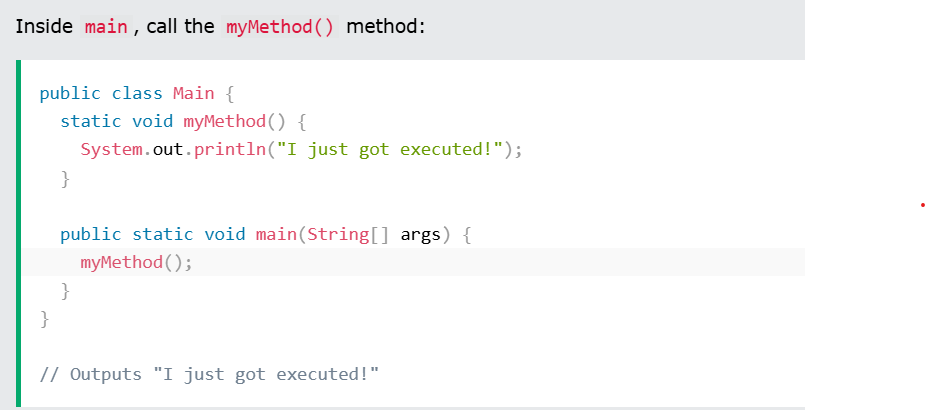 Inside main , call the myMethod() method:
public class Main {
  static void myMethod() {
    System.out.println("I just got executed!");
  }
  public static void main(String[] args) {
    myMethod();
  }
}
// Outputs "I just got executed!"